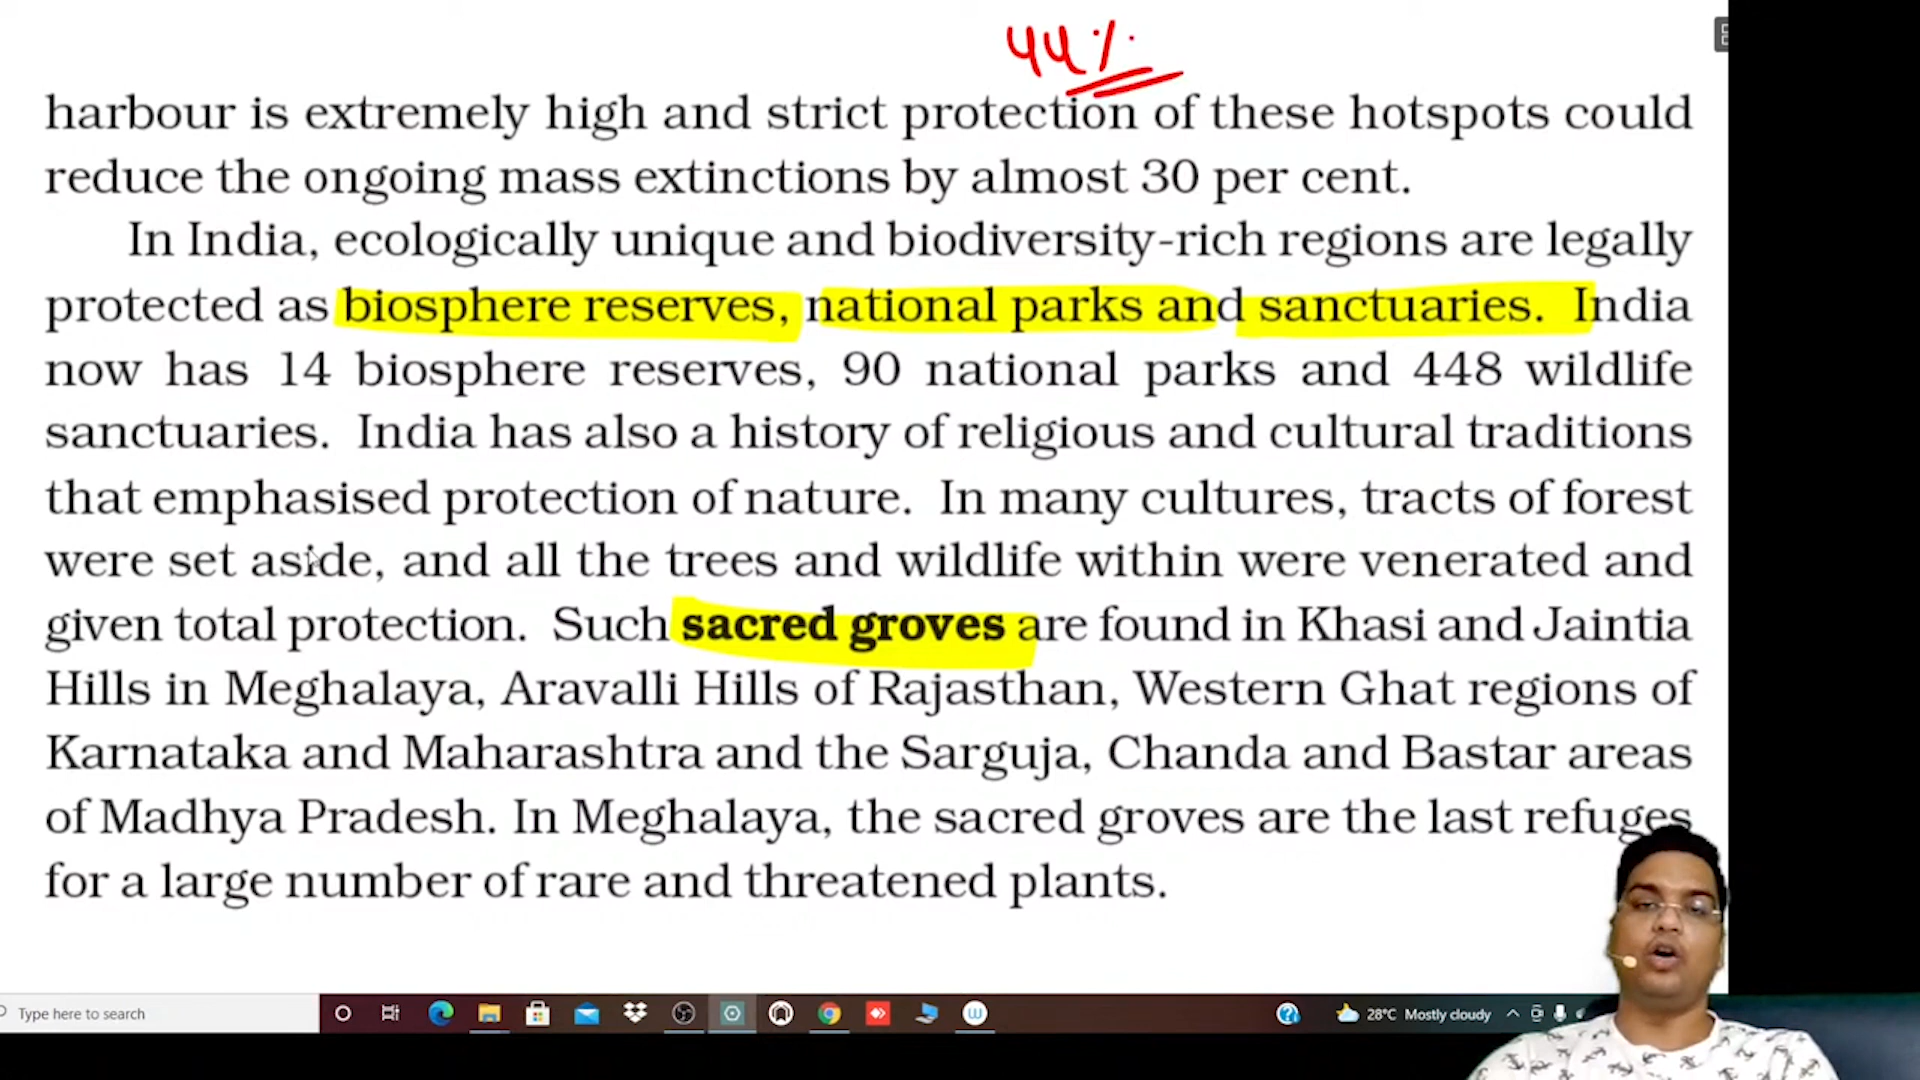 44%
harbour is extremely high and strict protection of these hotspots could
reduce the ongoing mass extinctions by almost 30 per cent.
In India, ecologically unique and biodiversity-rich regions are legally
protected as biosphere reserves, national parks and sanctuaries. India
now has 14 biosphere reserves, 90 national parks and 448 wildlife
sanctuaries. India has also a history of religious and cultural traditions
that emphasised protection of nature. In many cultures, tracts of forest
were set aside, and all the trees and wildlife within were venerated and
given total protection. Such sacred groves are found in Khasi and Jaintia
Hills in Meghalaya, Aravalli Hills of Rajasthan, Western Ghat regions of
Karnataka and Maharashtra and the Sarguja, Chanda and Bastar areas
of Madhya Pradesh. In Meghalaya, the sacred groves are the last refuges
for a large number of rare and threatened plants.
Type here to search
28°C Mostly cloudy